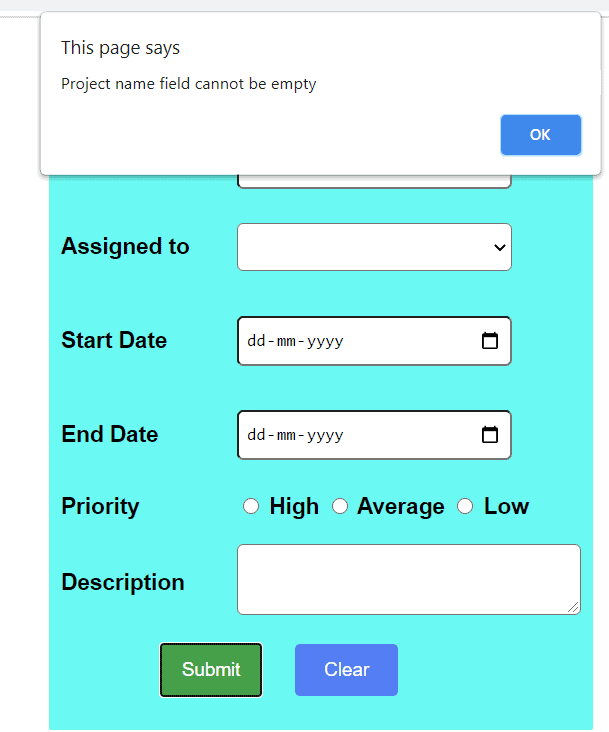 This page says
Project name field cannot be empty
OK
Assigned to
Start Date
dd-mm-yyyy
End Date
dd-mm-yyyy
Priority
High Average Low
Description
Submit Clear